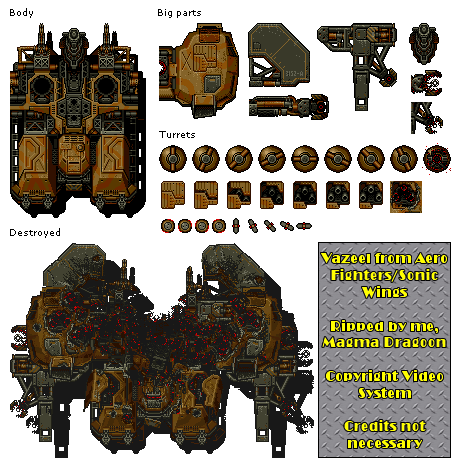 Body
Big parts
Turrets
Destroyed
Vazeel from Aero
Fighters/Sonic
Wings
Ripped by me,
Magma Dragoon
Copyright Video
System
Credits not
necessary